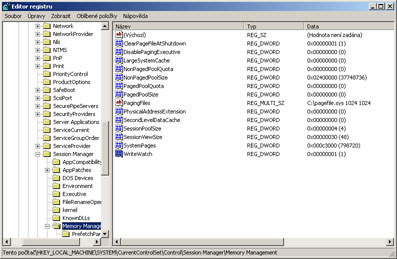 Editor registru
Soubor Úpravy Zobrazit Oblíbené položky Nápověda
Network
NetworkProvider
Nls
NTMS
PnP
Print
PriorityControl
ProductOptions
SafeBoot
ScsiPort
SecurePipeServers
SecurityProviders
Server Applications
ServiceCurrent
ServiceGroupOrder
ServiceProvider
Session Manager
AppCompatibility
AppPatches
DOS Devices
Environment
Executive
FileRenameOper
kernel
KnownDLLs
Memory Manage
PrefetchPar
Název Typ Data
(Výchozí) REG_SZ (Hodnota není zadána)
ClearPageFileAtShutdown REG_DWORD 0x00000001 (1)
DisablePagingExecutive REG_DWORD 0x00000000 (0)
LargeSystemCache REG_DWORD 0x00000000 (0)
NonPagedPoolQuota REG_DWORD 0x00000000 (0)
NonPagedPoolSize REG_DWORD 0x02400000 (37748736)
PagedPoolQuota REG_DWORD 0x00000000 (0)
PagedPoolSize REG_DWORD 0x00000000 (0)
PagingFiles REG_MULTI_SZ C:\pagefile.sys 1024 1024
PhysicalAddressExtension REG_DWORD 0x00000000 (0)
SecondLevelDataCache REG_DWORD 0x00000000 (0)
SessionPoolSize REG_DWORD 0x00000004 (4)
SessionViewSize REG_DWORD 0x00000030 (48)
SystemPages REG_DWORD 0x000c3000 (798720)
WriteWatch REG_DWORD 0x00000001 (1)
Tento počítač\HKEY_LOCAL_MACHINE\SYSTEM\CurrentControlSet\Control\Session Manager\Memory Management